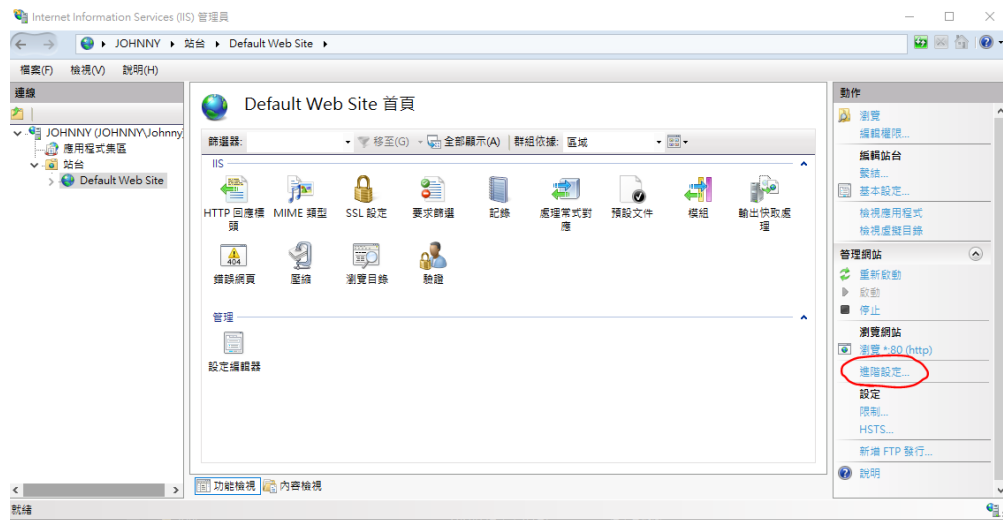 Internet Information Services (IIS) 管理員
JOHNNY 站台 Default Web Site
檔案(F) 檢視(V) 說明(H)
連線
JOHNNY (JOHNNY\Johnny
應用程式集區
站台
Default Web Site
Default Web Site 首頁
篩選器: 移至(G) 全部顯示(A) 群組依據: 區域
IIS
HTTP 回應標頭 MIME 類型 SSL 設定 要求篩選 記錄 處理常式對應 預設文件 模組 輸出快取處理
404
錯誤網頁 壓縮 瀏覽目錄 驗證
管理
設定編輯器
功能檢視 內容檢視
動作
瀏覽
編輯權限...
編輯站台
繫結...
基本設定...
檢視應用程式
檢視虛擬目錄
管理網站
重新啟動
啟動
停止
瀏覽網站
瀏覽 *:80 (http)
進階設定...
設定
限制...
HSTS...
新增 FTP 發行...
說明
就緒